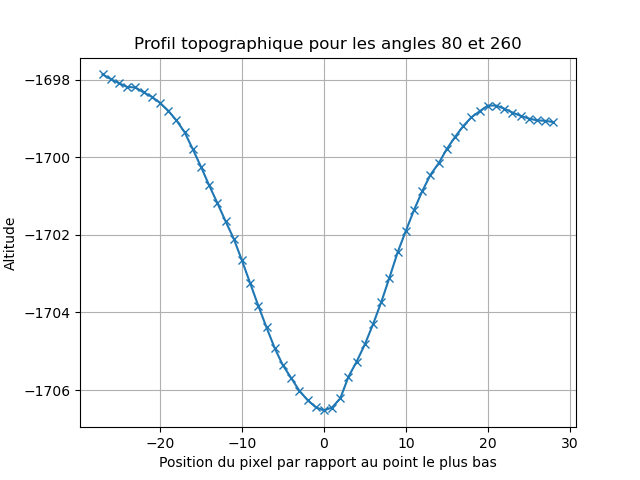 Profil topographique pour les angles 80 et 260
Altitude
−1698
−1700
−1702
−1704
−1706
−20 −10 0 10 20 30
Position du pixel par rapport au point le plus bas